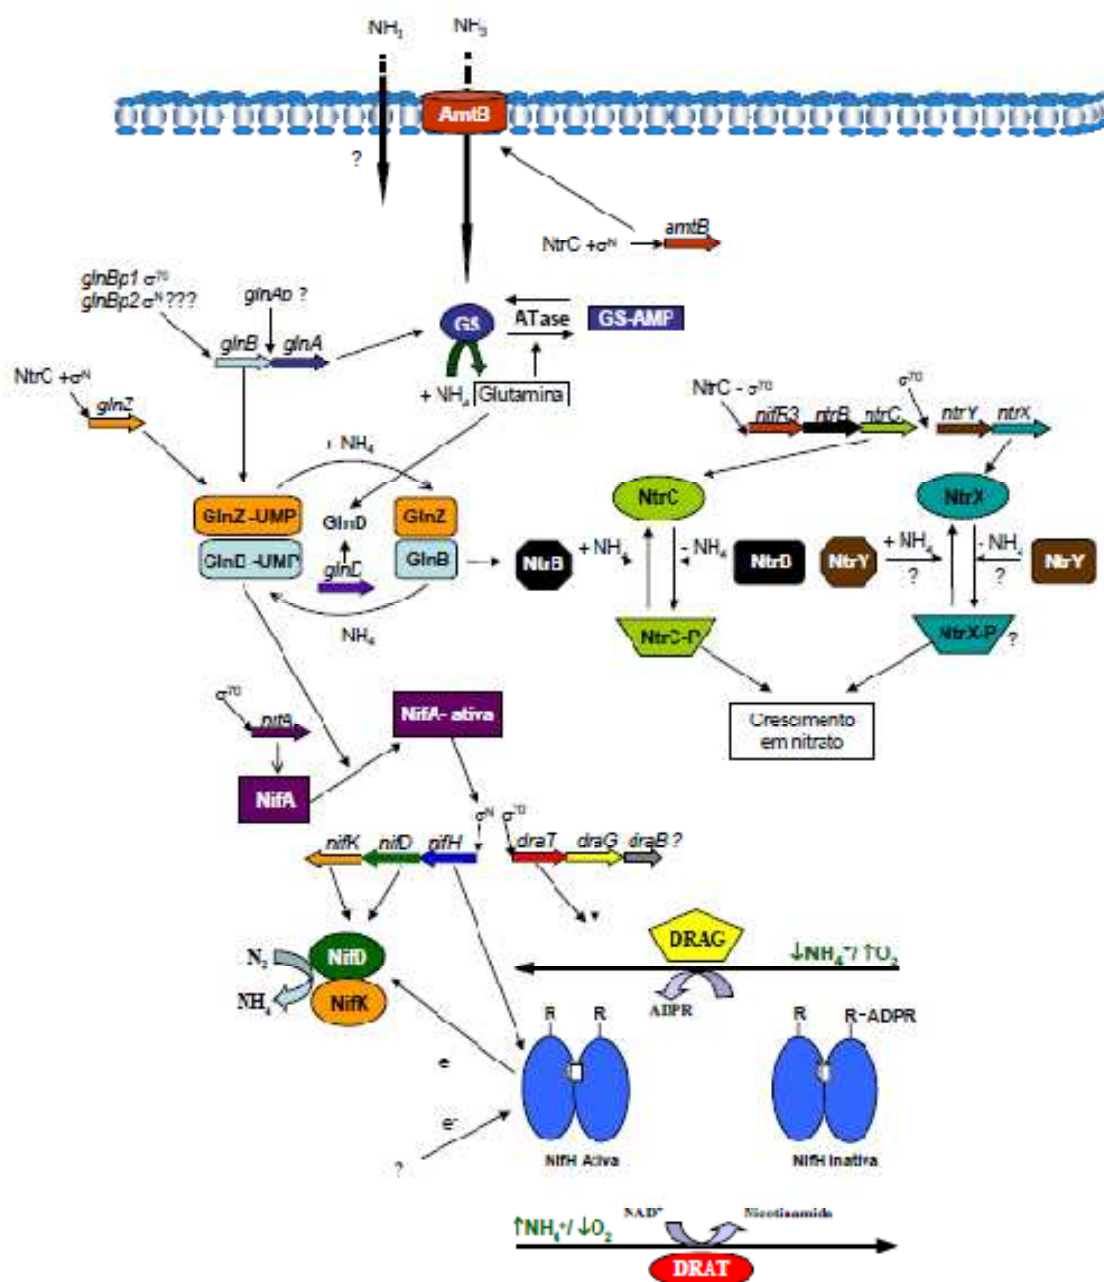 NH₃ NH₃
AmtB
?
amtB
NtrC +σᴺ
glnBp1 σ⁷⁰
glnBp2 σᴺ ???
glnAp ?
GS
ATase
GS-AMP
glnB glnA
+ NH₄ Glutamina
NtrC +σᴺ
glnZ
NtrC - σ⁷⁰
σ⁷⁰
ntrB ntrC ntrY ntrX
NH₄
GlnZ-UMP
GlnD
GlnZ
NtrC
NtrX
-UMP
GlnB
glnD
NtrB
+ NH₄
- NH₄
NtrY
+ NH₄
- NH₄
NtrY
?
?
NH₄
NtrC-P
NtrX-P ?
σ⁷⁰
nifA
NifA- ativa
Crescimento
em nitrato
NifA
σᴺ σ⁷⁰
nifK nifD nifH
draT draG draB ?
DRAG
↓NH₄⁺/ ↑O₂
N₂
NifD
NH₄
NifK
ADPR
R R
R R-ADPR
e
e⁻
?
NifH Ativa
NifH Inativa
↑NH₄⁺/ ↓O₂
NAD⁺
Nicotinamida
DRAT